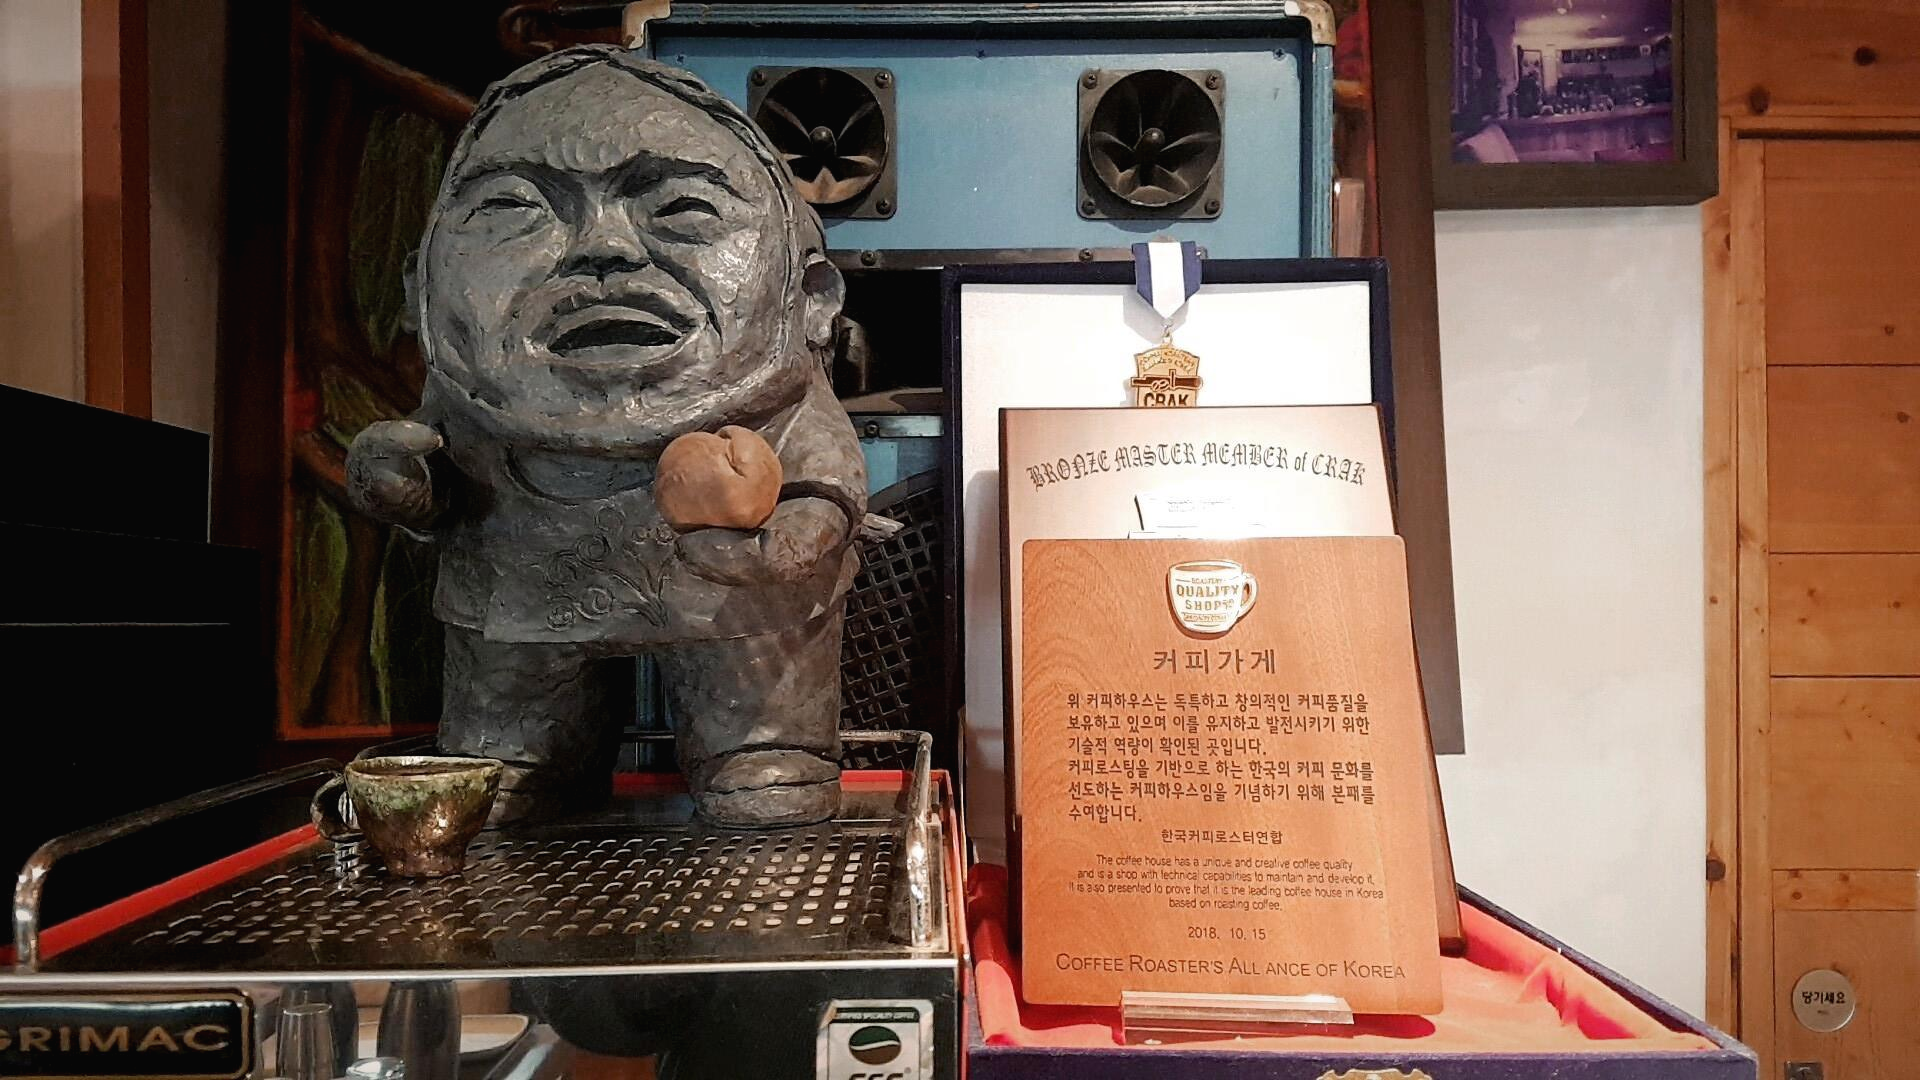 CRAK
BRONZE MASTER MEMBER of CRAK
QUALITY
SHOP
커피가게
위 커피하우스는 독특하고 창의적인 커피품질을
보유하고 있으며 이를 유지하고 발전시키기 위한
기술적 역량이 확인된 곳입니다.
커피로스팅을 기반으로 하는 한국의 커피 문화를
선도하는 커피하우스임을 기념하기 위해 본패를
수여합니다.
한국커피로스터연합
The coffee house has a unique and creative coffee quality
and is a shop with technical capabilities to maintain and develop it.
It is also presented to prove that it is the leading coffee house in Korea
based on roasting coffee.
2018. 10. 15
COFFEE ROASTER'S ALL ANCE OF KOREA
GRIMAC
CERTIFIED SPECIALTY COFFEE
당기세요